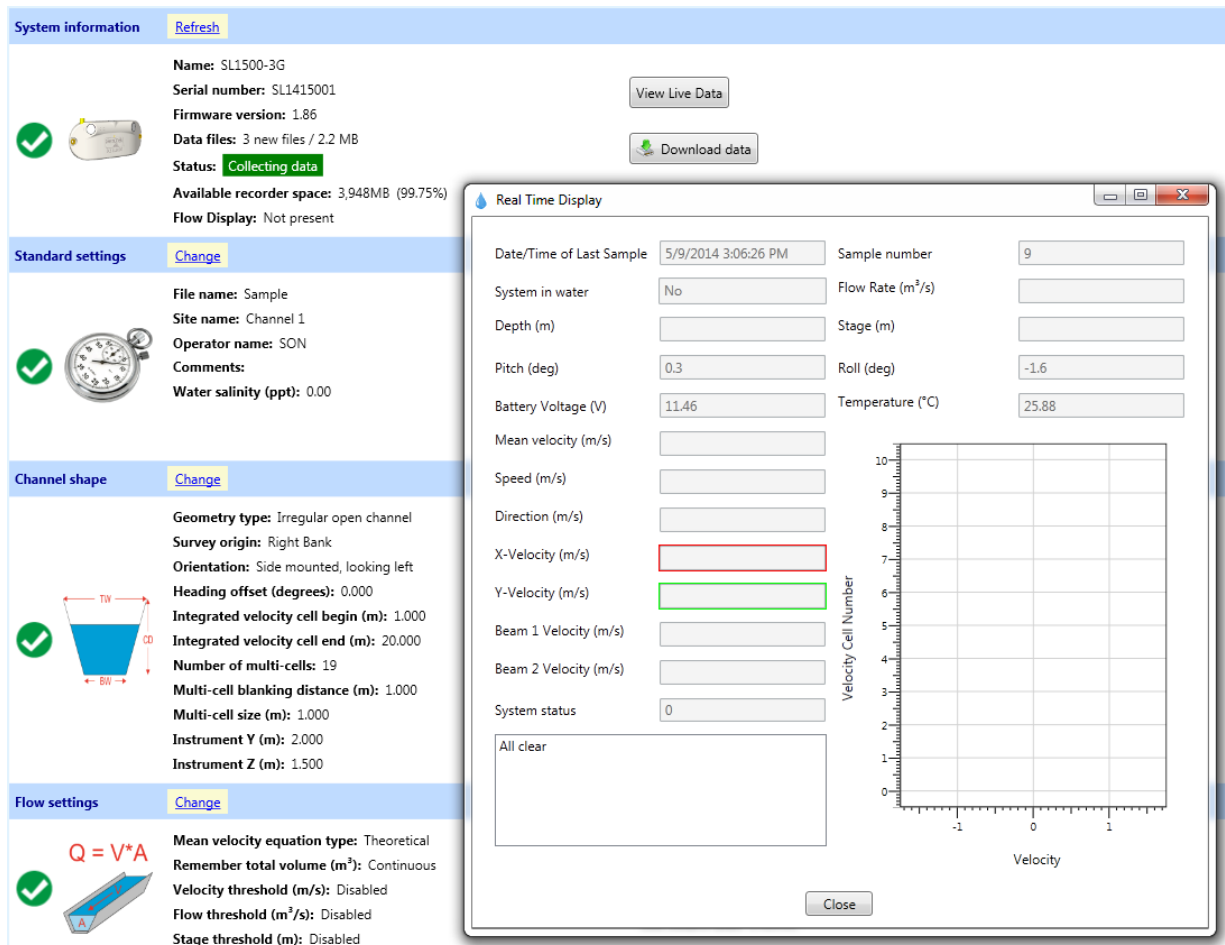 System information Refresh
Name: SL1500-3G
Serial number: SL1415001
Firmware version: 1.86
Data files: 3 new files / 2.2 MB
Status: Collecting data
Available recorder space: 3,948MB (99.75%)
Flow Display: Not present
View Live Data
Download data
Standard settings Change
File name: Sample
Site name: Channel 1
Operator name: SON
Comments:
Water salinity (ppt): 0.00
Channel shape Change
TW
CD
BW
Geometry type: Irregular open channel
Survey origin: Right Bank
Orientation: Side mounted, looking left
Heading offset (degrees): 0.000
Integrated velocity cell begin (m): 1.000
Integrated velocity cell end (m): 20.000
Number of multi-cells: 19
Multi-cell blanking distance (m): 1.000
Multi-cell size (m): 1.000
Instrument Y (m): 2.000
Instrument Z (m): 1.500
Flow settings Change
Q = V*A
A
Mean velocity equation type: Theoretical
Remember total volume (m³): Continuous
Velocity threshold (m/s): Disabled
Flow threshold (m³/s): Disabled
Stage threshold (m): Disabled
Real Time Display
Date/Time of Last Sample 5/9/2014 3:06:26 PM Sample number 9
System in water No Flow Rate (m³/s)
Depth (m) Stage (m)
Pitch (deg) 0.3 Roll (deg) -1.6
Battery Voltage (V) 11.46 Temperature (°C) 25.88
Mean velocity (m/s)
Speed (m/s)
Direction (m/s)
X-Velocity (m/s)
Y-Velocity (m/s)
Beam 1 Velocity (m/s)
Beam 2 Velocity (m/s)
System status 0
All clear
Velocity Cell Number
10
9
8
7
6
5
4
3
2
1
0
-1 0 1
Velocity
Close